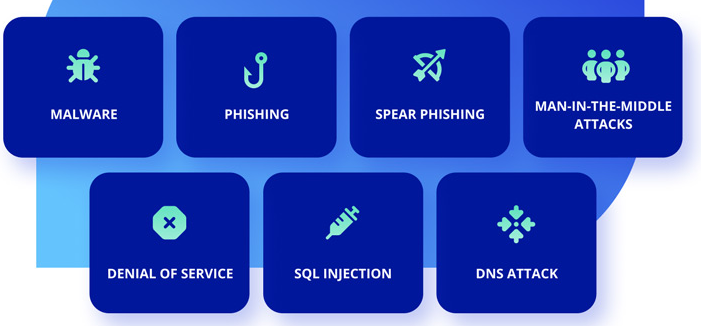 MALWARE
PHISHING
SPEAR PHISHING
MAN-IN-THE-MIDDLE
ATTACKS
DENIAL OF SERVICE
SQL INJECTION
DNS ATTACK